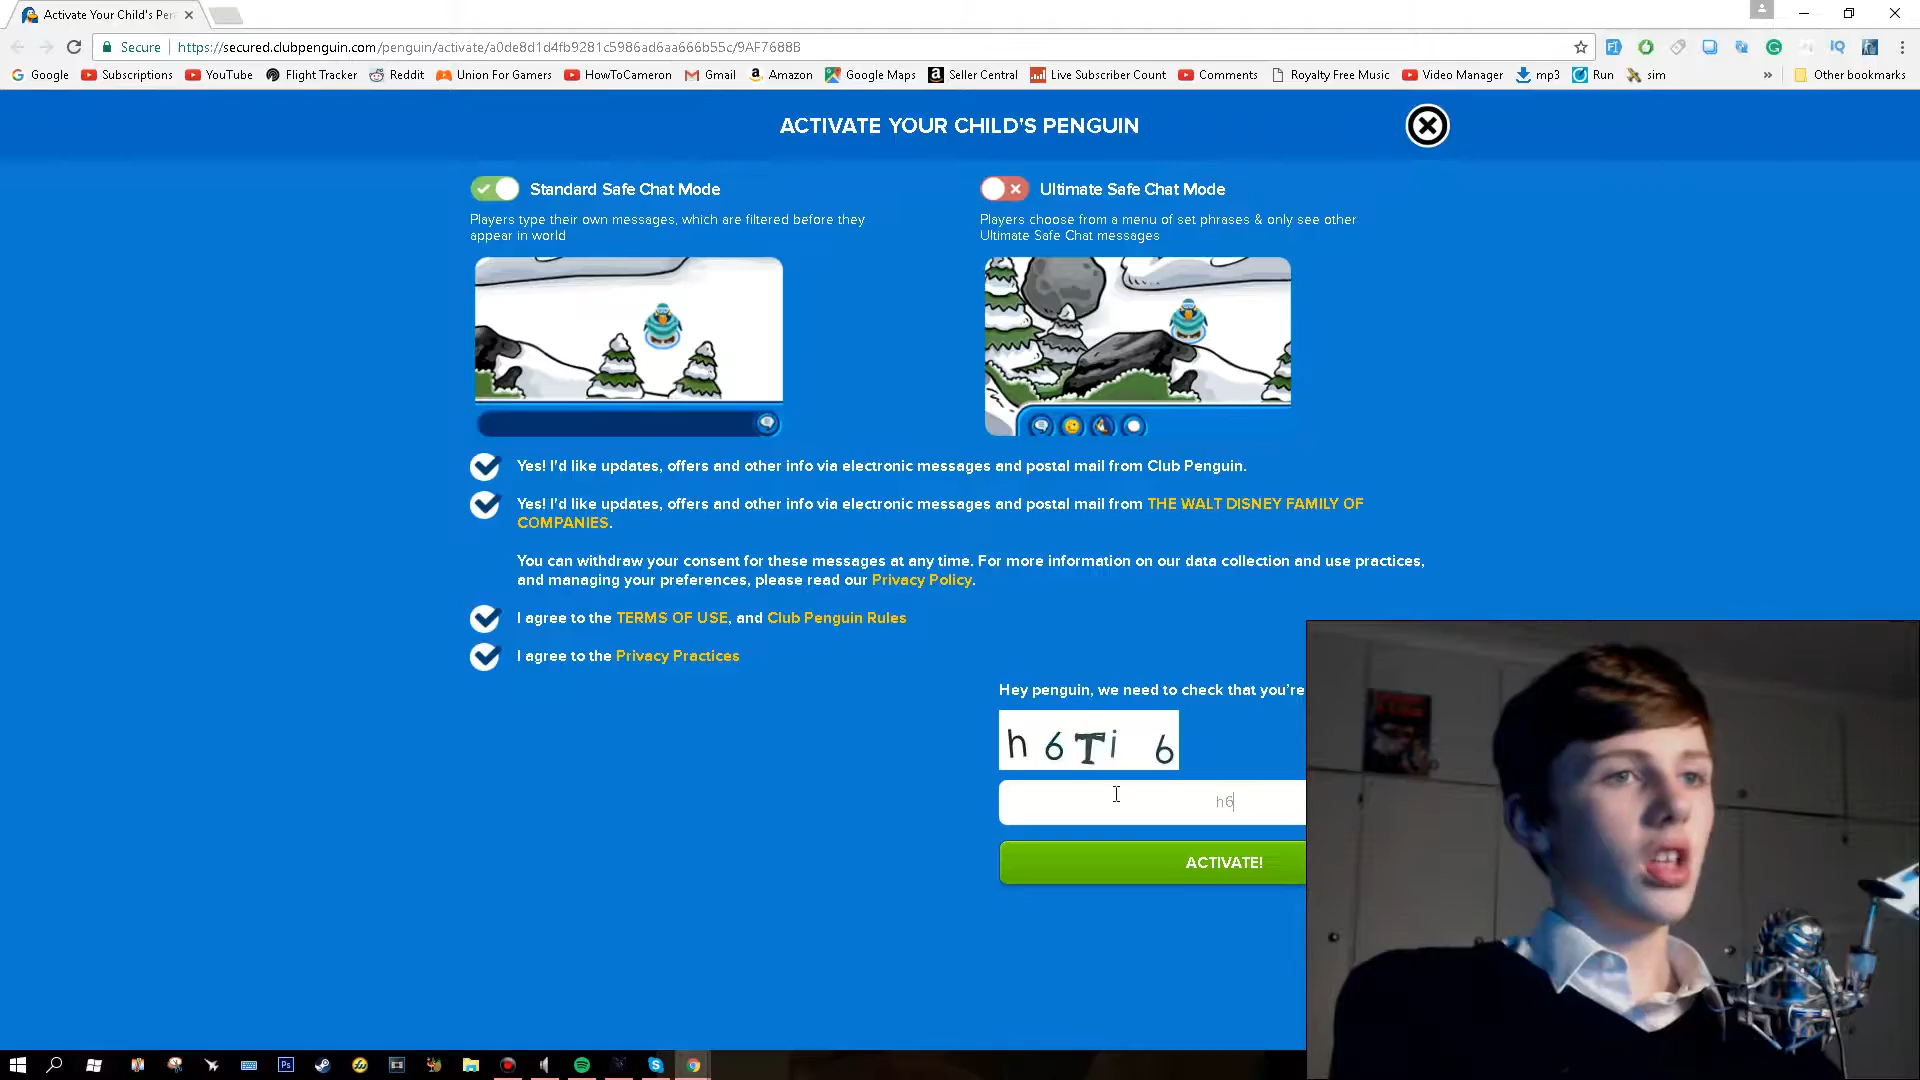 Activate Your Child's Pen
Secure https://secured.clubpenguin.com/penguin/activate/a0de8d1d4fb9281c5986ad6aa666b55c/9AF7688B
Google Subscriptions YouTube Flight Tracker Reddit Union For Gamers HowToCameron Gmail Amazon Google Maps Seller Central Live Subscriber Count Comments Royalty Free Music Video Manager mp3 Run sim » Other bookmarks
ACTIVATE YOUR CHILD'S PENGUIN
Standard Safe Chat Mode
Players type their own messages, which are filtered before they
appear in world
Ultimate Safe Chat Mode
Players choose from a menu of set phrases & only see other
Ultimate Safe Chat messages
Yes! I'd like updates, offers and other info via electronic messages and postal mail from Club Penguin.
Yes! I'd like updates, offers and other info via electronic messages and postal mail from THE WALT DISNEY FAMILY OF
COMPANIES.
You can withdraw your consent for these messages at any time. For more information on our data collection and use practices,
and managing your preferences, please read our Privacy Policy.
I agree to the TERMS OF USE, and Club Penguin Rules
I agree to the Privacy Practices
Hey penguin, we need to check that you're
h 6 T i 6
h6
ACTIVATE!